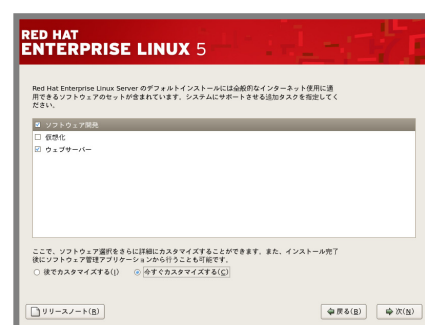 RED HAT
ENTERPRISE LINUX 5
Red Hat Enterprise Linux Server のデフォルトインストールには全般的なインターネット使用に適
用できるソフトウェアのセットが含まれています。システムにサポートさせる追加タスクを指定してく
ださい。
ソフトウェア開発
仮想化
ウェブサーバー
ここで、ソフトウェア選択をさらに詳細にカスタマイズすることができます。また、インストール完了
後にソフトウェア管理アプリケーションから行うことも可能です。
後でカスタマイズする(l) 今すぐカスタマイズする(C)
リリースノート(R) 戻る(B) 次(N)